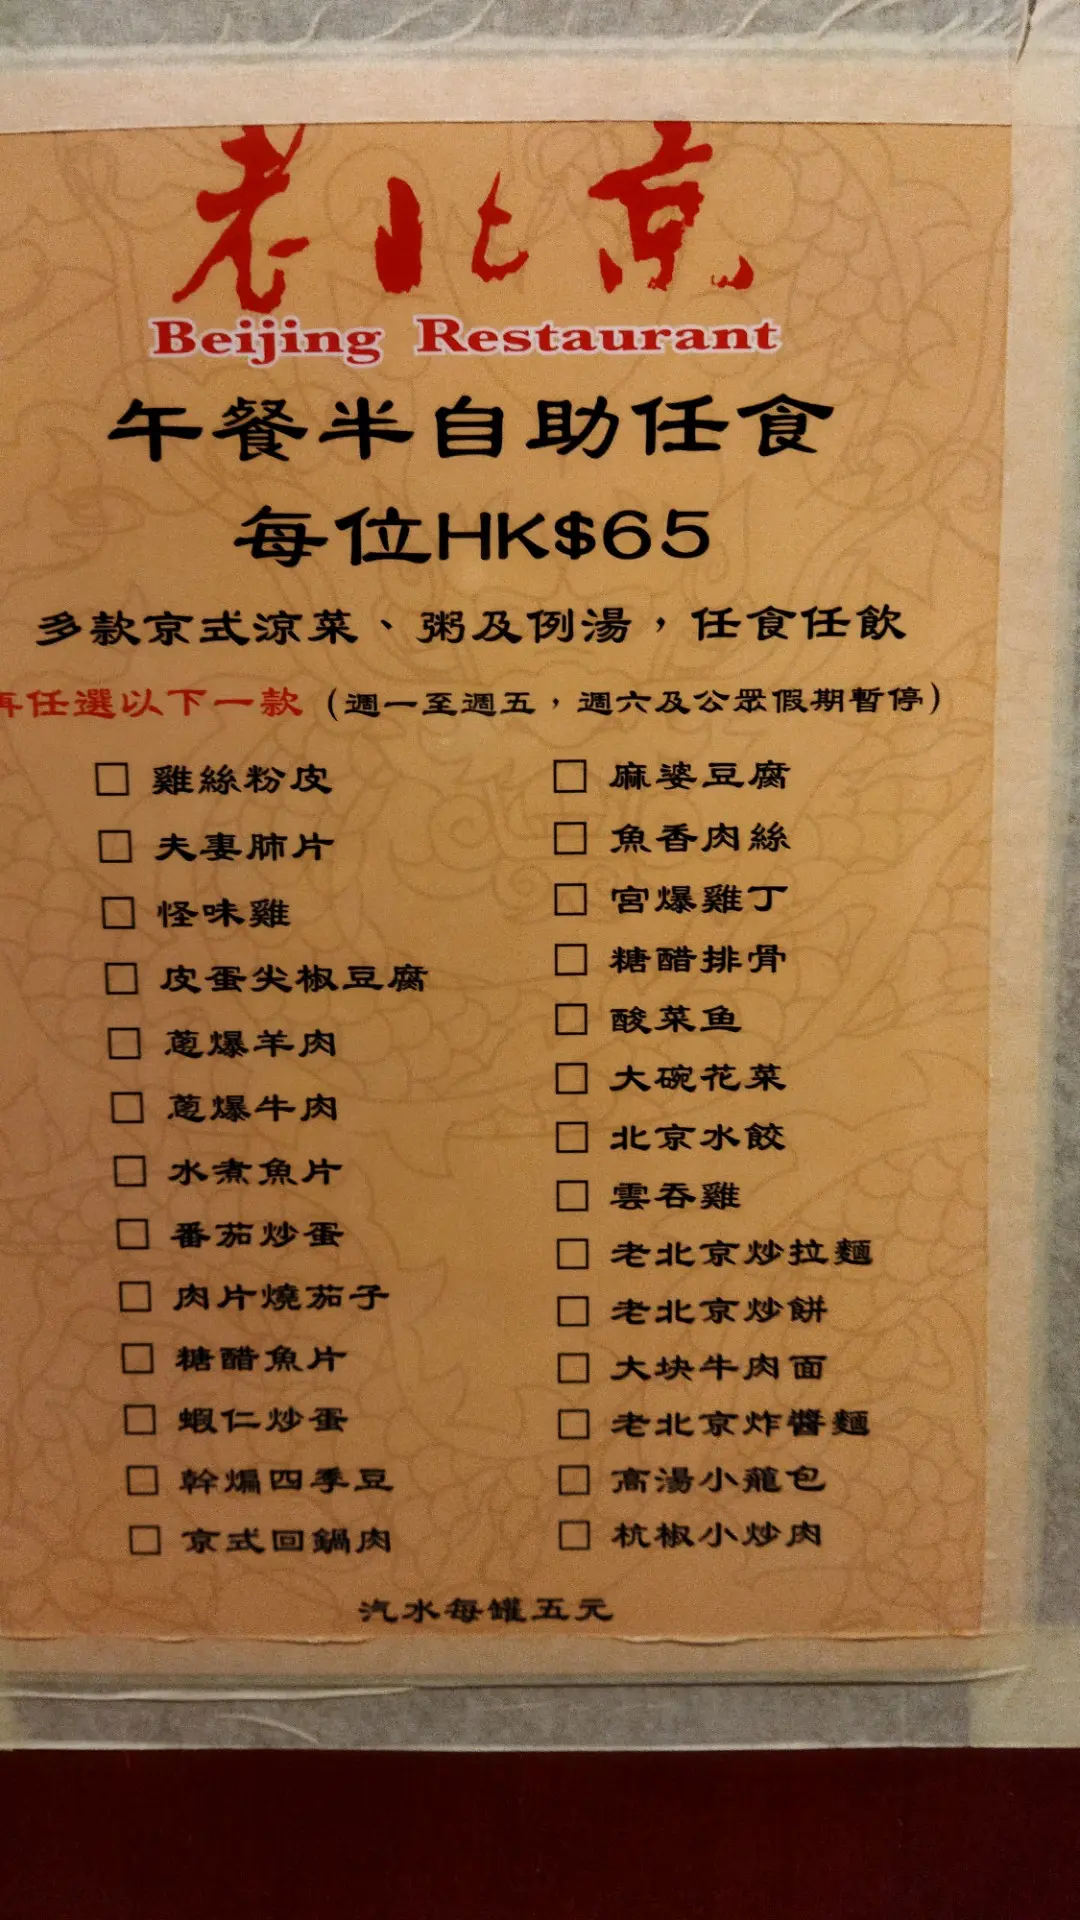 老北京
Beijing Restaurant
午餐半自助任食
每位HK$65
多款京式涼菜、粥及例湯，任食任飲
再任選以下一款（週一至週五，週六及公眾假期暫停）
□ 雞絲粉皮
□ 夫妻肺片
□ 怪味雞
□ 皮蛋尖椒豆腐
□ 蔥爆羊肉
□ 蔥爆牛肉
□ 水煮魚片
□ 番茄炒蛋
□ 肉片燒茄子
□ 糖醋魚片
□ 蝦仁炒蛋
□ 幹煸四季豆
□ 京式回鍋肉
□ 麻婆豆腐
□ 魚香肉絲
□ 宮爆雞丁
□ 糖醋排骨
□ 酸菜鱼
□ 大碗花菜
□ 北京水餃
□ 雲吞雞
□ 老北京炒拉麵
□ 老北京炒餅
□ 大块牛肉面
□ 老北京炸醬麵
□ 高湯小籠包
□ 杭椒小炒肉
汽水每罐五元